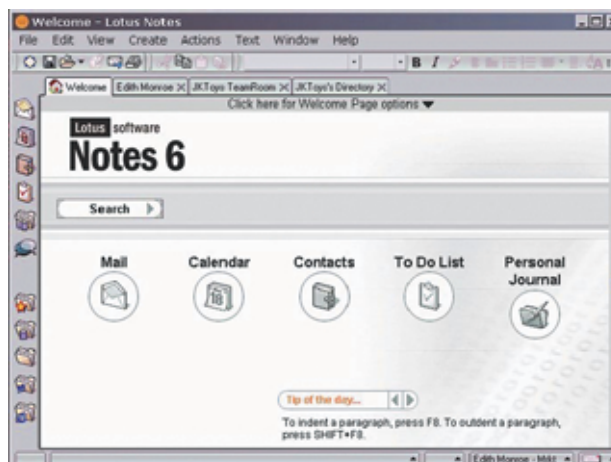 Welcome - Lotus Notes
File Edit View Create Actions Text Window Help
B I
Welcome Edith Monroe JKToys TeamRoom JKToys's Directory
Click here for Welcome Page options
Lotus software
Notes 6
Search
Mail Calendar Contacts To Do List Personal
Journal
18
Tip of the day...
To indent a paragraph, press F8. To outdent a paragraph,
press SHIFT+F8.
Edith Monroe - Mrkt